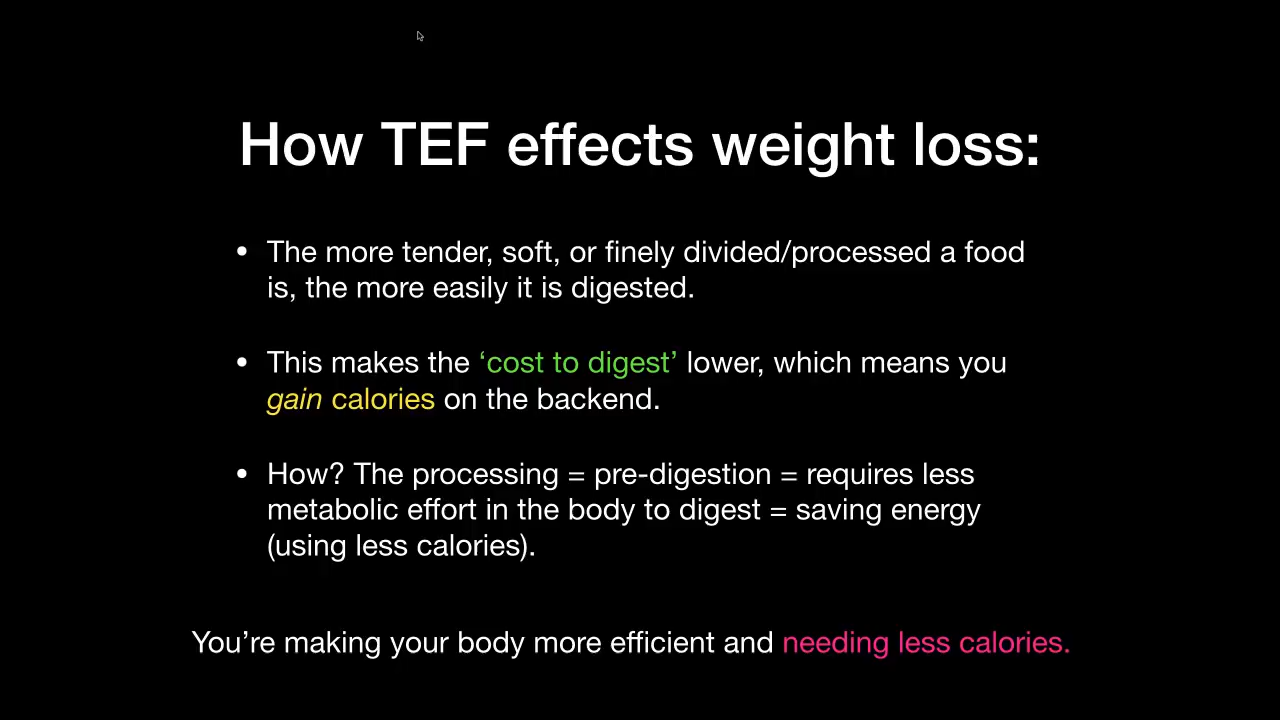 How TEF effects weight loss:
• The more tender, soft, or finely divided/processed a food
is, the more easily it is digested.
• This makes the ‘cost to digest’ lower, which means you
gain calories on the backend.
• How? The processing = pre-digestion = requires less
metabolic effort in the body to digest = saving energy
(using less calories).
You’re making your body more efficient and needing less calories.